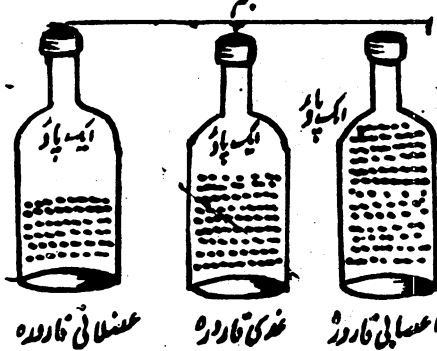 ایک پاؤ
ایک پاؤ
ایک پاؤ
اعصابی قارورہ
غدی قارورہ
عضلاتی قارورہ